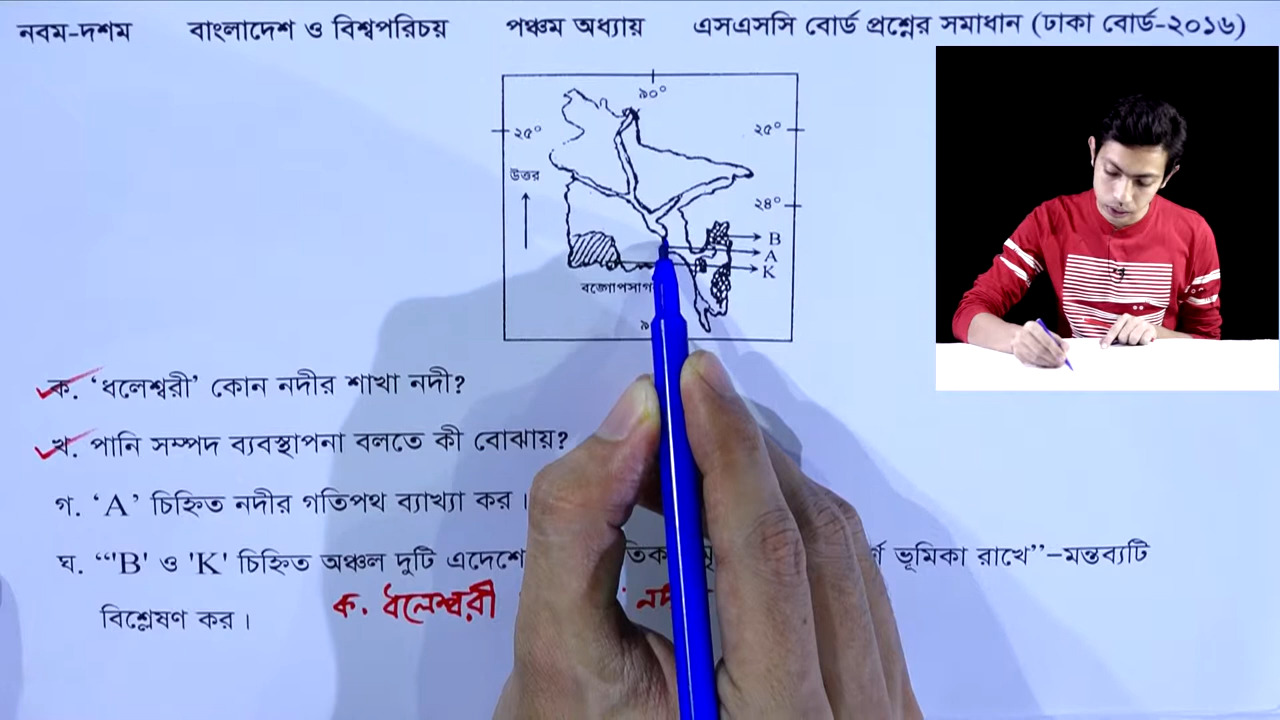 নবম-দশম বাংলাদেশ ও বিশ্বপরিচয় পঞ্চম অধ্যায় এসএসসি বোর্ড প্রশ্নের সমাধান (ঢাকা বোর্ড-২০১৬)
৯০°
২৫° ২৫°
উত্তর
২৪°
B
A
K
ক. ‘ধলেশ্বরী’ কোন নদীর শাখা নদী?
খ. পানি সম্পদ ব্যবস্থাপনা বলতে কী বোঝায়?
গ. ‘A’ চিহ্নিত নদীর গতিপথ ব্যাখ্যা কর।
ঘ. “'B' ও 'K' চিহ্নিত অঞ্চল দুটি এদেশে ভূমিকা রাখে”–মন্তব্যটি
বিশ্লেষণ কর।
ক. ধলেশ্বরী